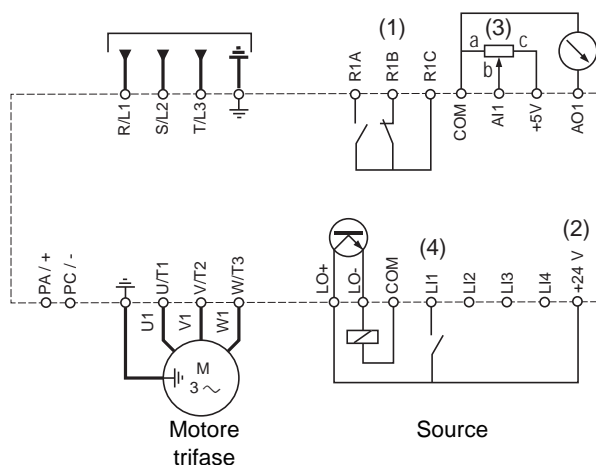 (1)
(3)
a
c
b
R/L1
S/L2
T/L3
R1A
R1B
R1C
COM
AI1
+5V
AO1
(4)
(2)
PA / +
PC / -
U/T1
V/T2
W/T3
LO+
LO-
COM
LI1
LI2
LI3
LI4
+24 V
U1
V1
W1
M
3 ~
Motore
trifase
Source